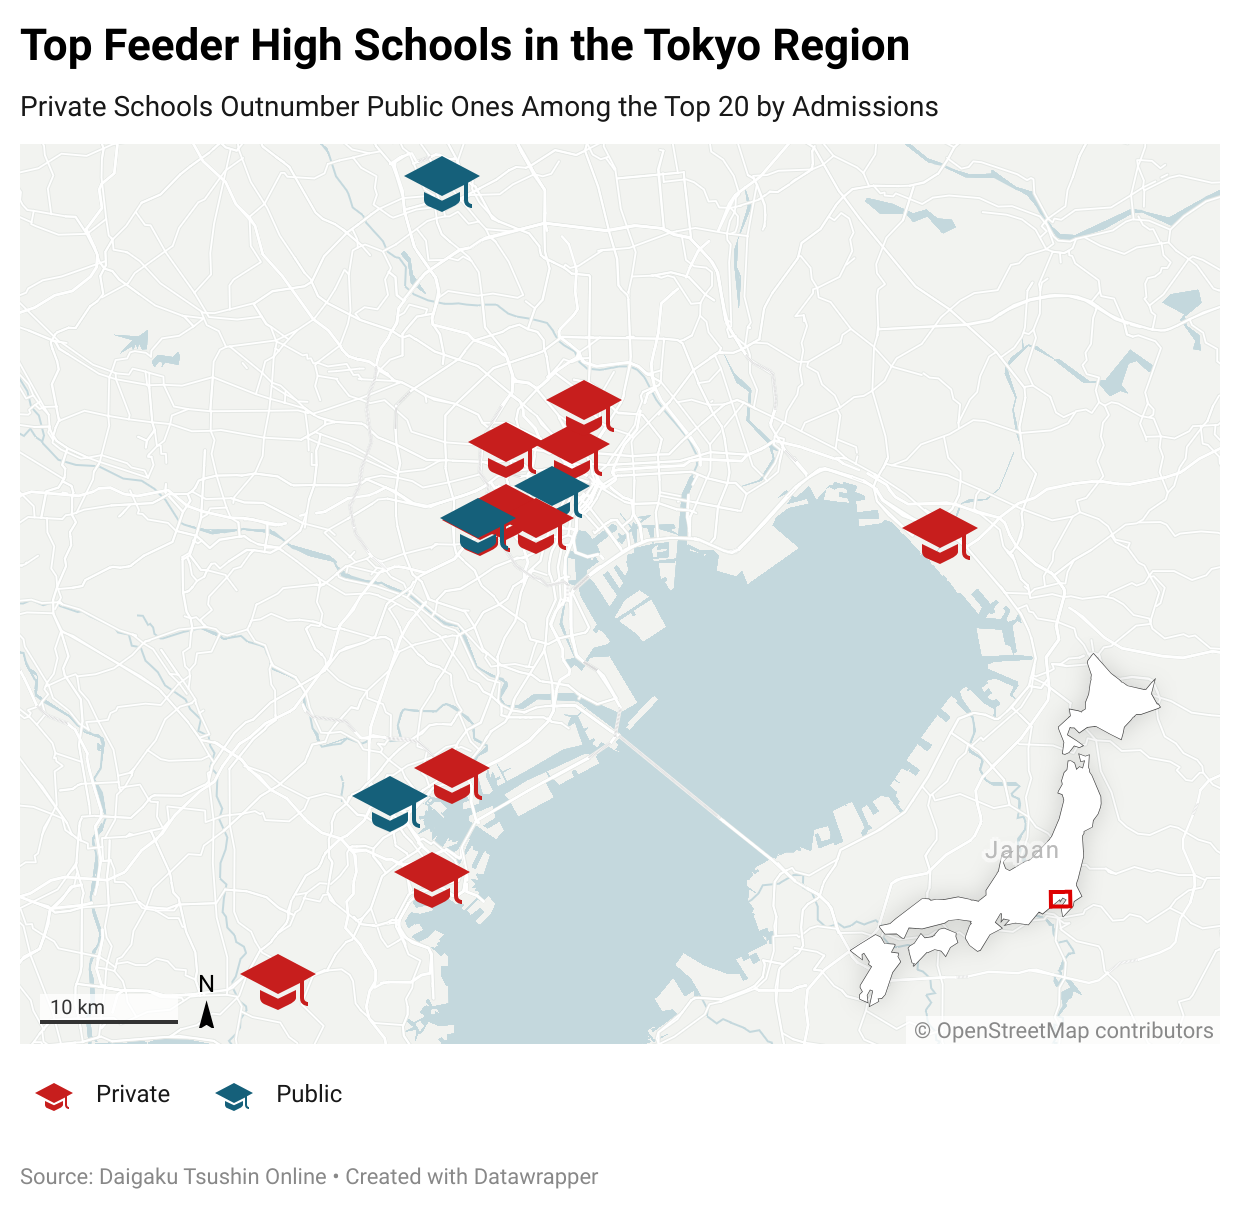 Top Feeder High Schools in the Tokyo Region
Private Schools Outnumber Public Ones Among the Top 20 by Admissions
Japan
N
10 km
© OpenStreetMap contributors
Private
Public
Source: Daigaku Tsushin Online • Created with Datawrapper